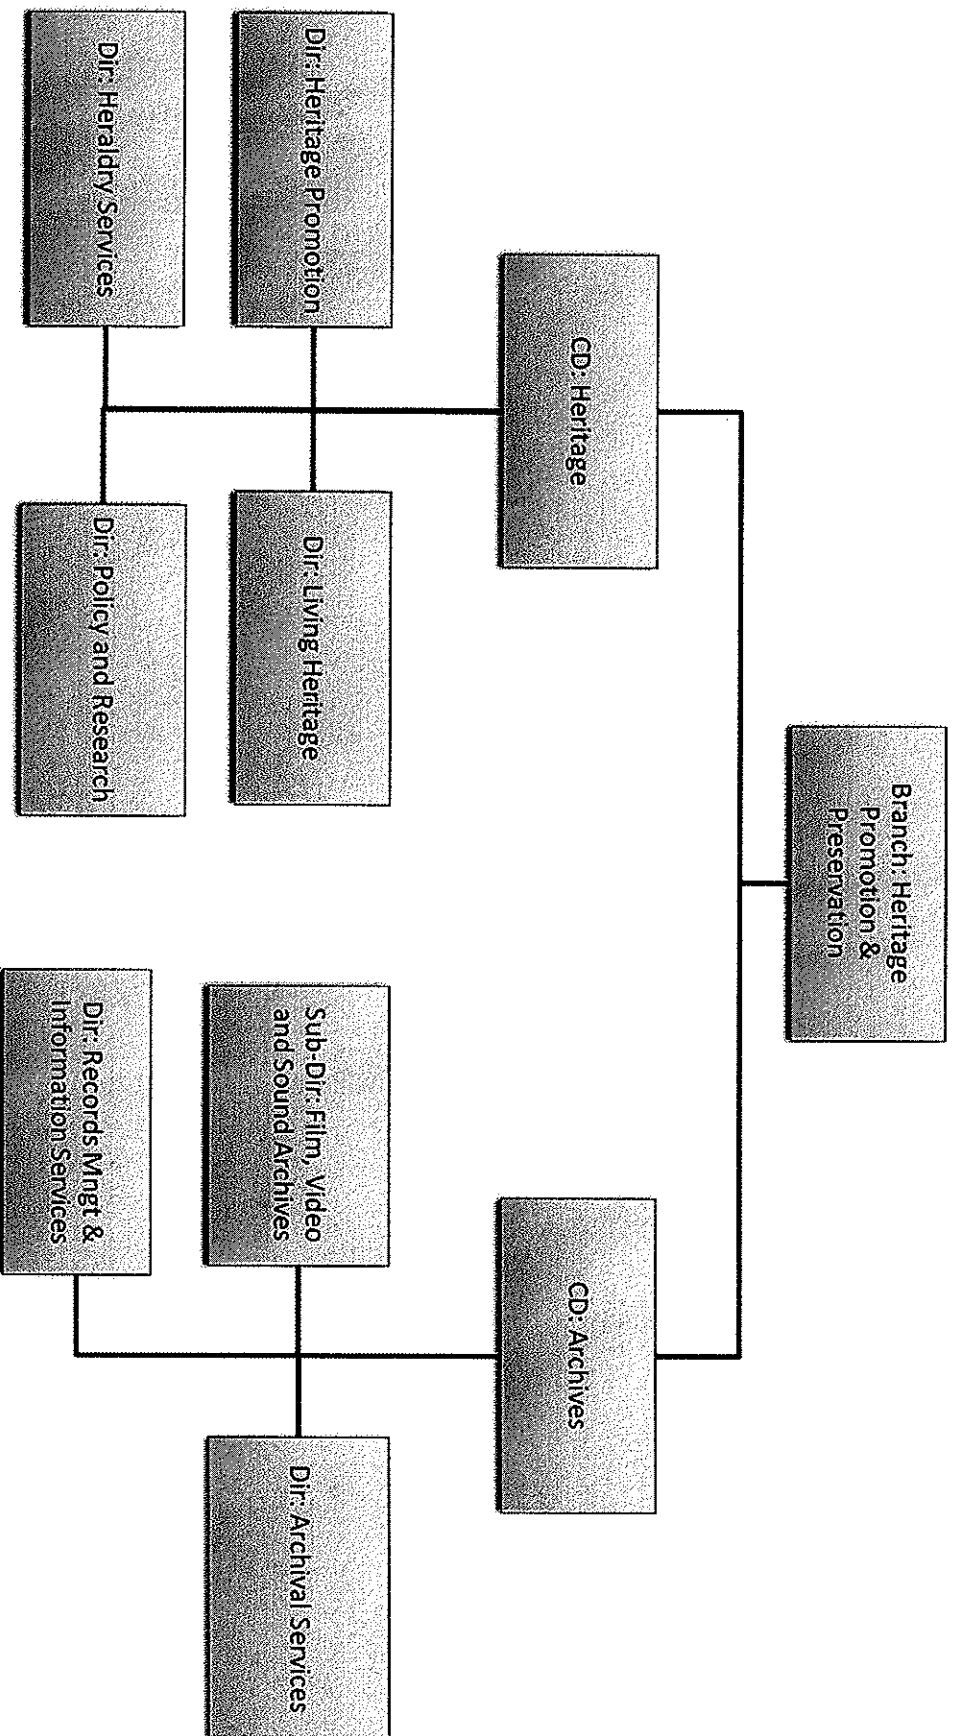 Branch: Heritage
Promotion &
Preservation
CD: Heritage
CD: Archives
Dir: Heritage Promotion
Dir: Living Heritage
Sub-Dir: Film, Video
and Sound Archives
Dir: Archival Services
Dir: Heraldry Services
Dir: Policy and Research
Dir: Records Mngt &
Information Services